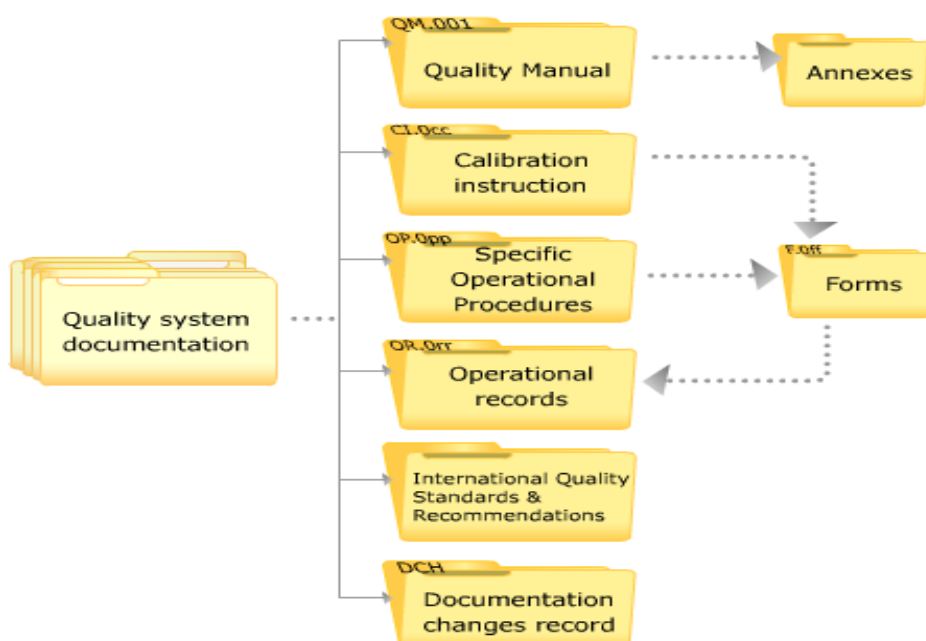 Quality system
documentation
QM.001
Quality Manual
Annexes
CI.0cc
Calibration
instruction
OP.0pp
Specific
Operational
Procedures
F.0ff
Forms
OR.0rr
Operational
records
International Quality
Standards &
Recommendations
DCH
Documentation
changes record